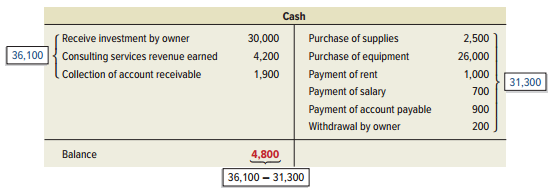 Cash
Receive investment by owner 30,000 Purchase of supplies 2,500
36,100 Consulting services revenue earned 4,200 Purchase of equipment 26,000
Collection of account receivable 1,900 Payment of rent 1,000 31,300
Payment of salary 700
Payment of account payable 900
Withdrawal by owner 200
Balance 4,800
36,100 – 31,300